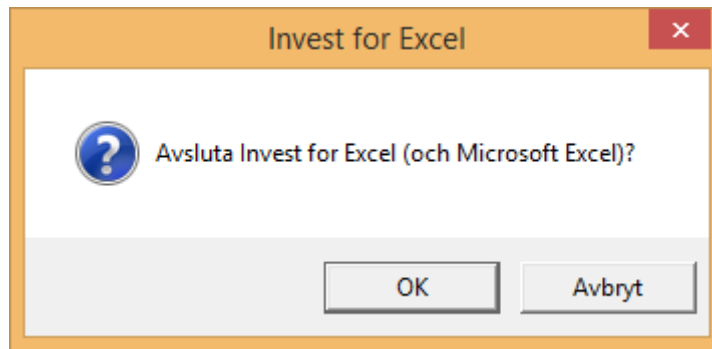 Invest for Excel
Avsluta Invest for Excel (och Microsoft Excel)?
OK
Avbryt